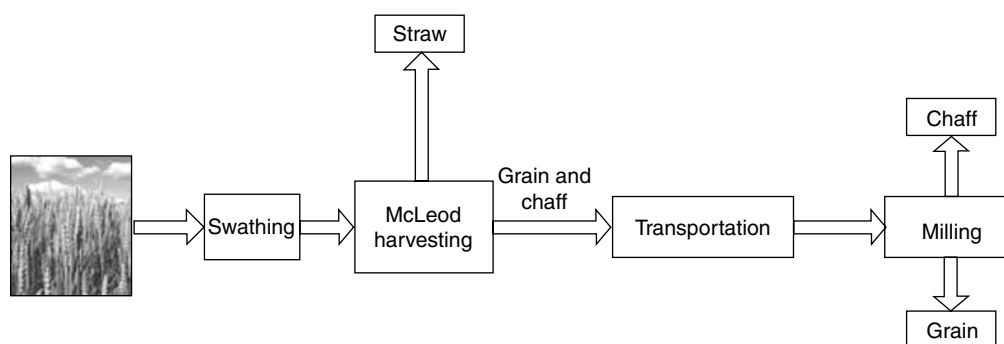 Straw
Chaff
Grain and
chaff
Swathing
McLeod
harvesting
Transportation
Milling
Grain